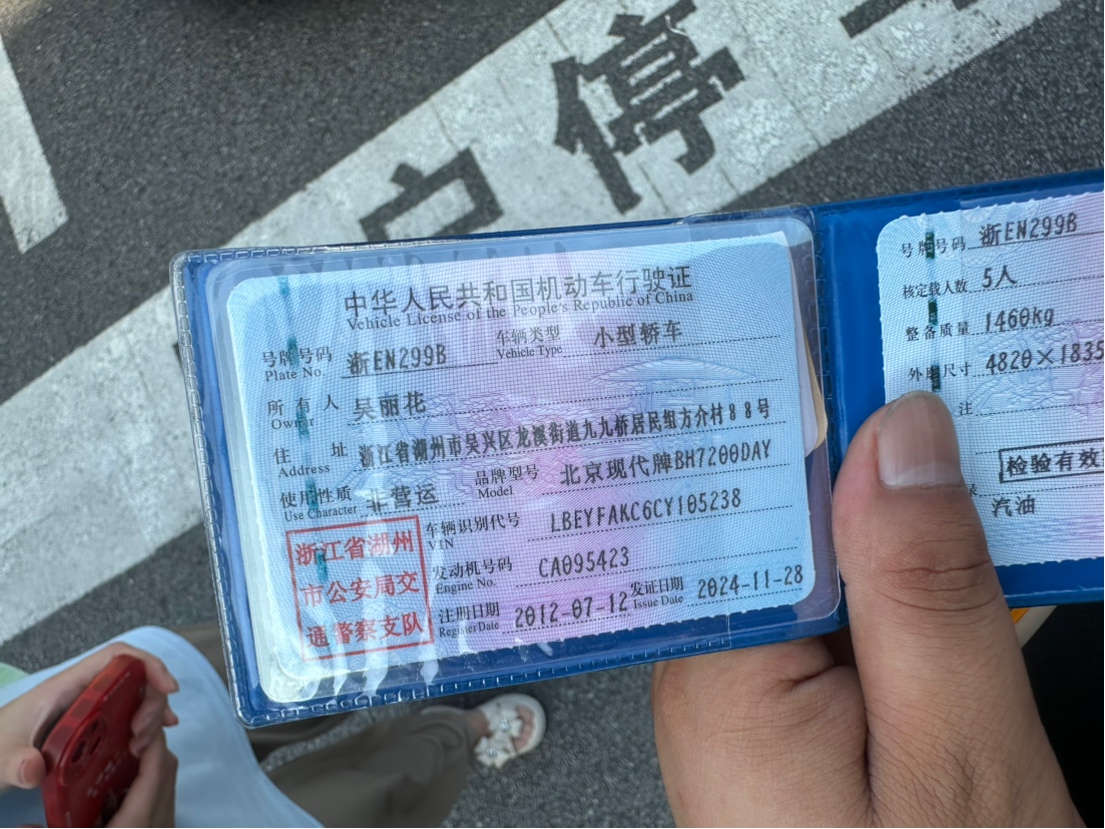 户 停
中华人民共和国机动车行驶证
Vehicle License of the People's Republic of China
号牌号码 浙EN299B 车辆类型 小型轿车
Plate No. Vehicle Type
所有人 吴丽花
Owner
住址 浙江省湖州市吴兴区龙溪街道九九桥居民组方介村88号
Address
使用性质 非营运 品牌型号 北京现代牌BH7200DAY
Use Character Model
浙江省湖州
市公安局交
通警察支队
车辆识别代号 LBEYFAKC6CY105238
VIN
发动机号码 CA095423
Engine No.
注册日期 2012-07-12 发证日期 2024-11-28
Register Date Issue Date
号牌号码 浙EN299B
核定载人数 5人
整备质量 1460kg
外廓尺寸 4820×1835
注
检验有效
录
汽油